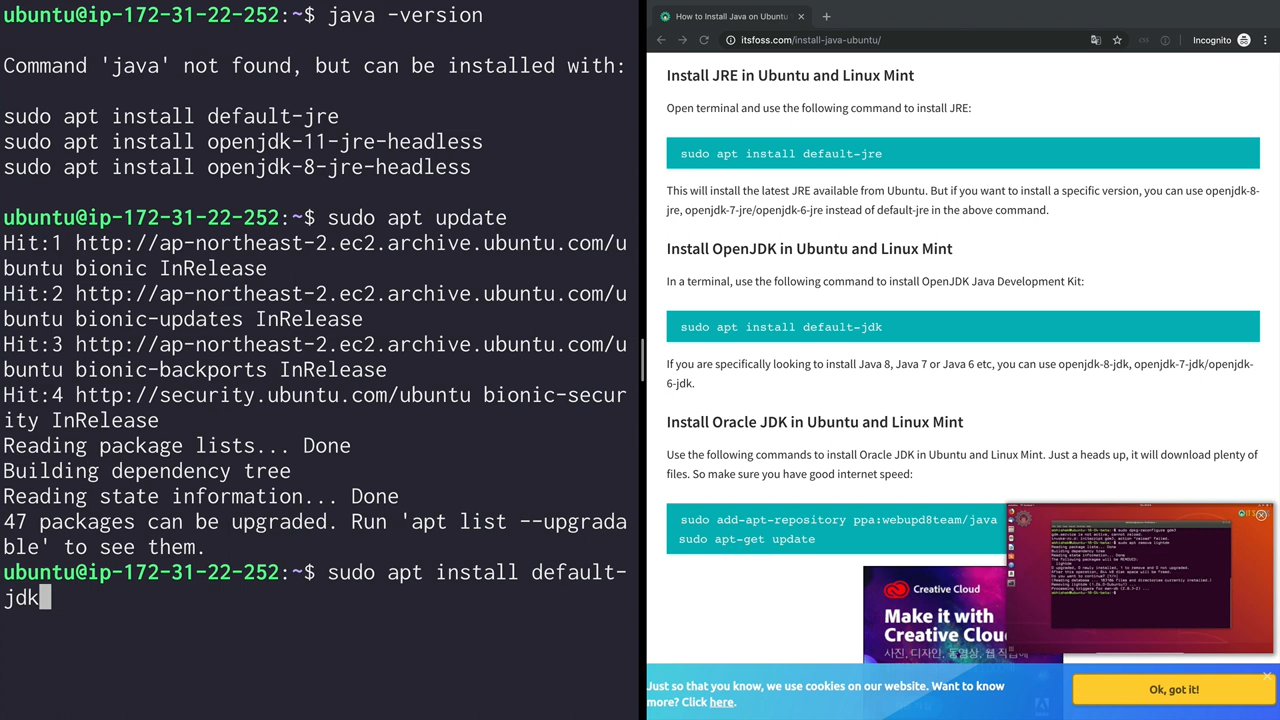 ubuntu@ip-172-31-22-252:~$ java -version
Command 'java' not found, but can be installed with:
sudo apt install default-jre
sudo apt install openjdk-11-jre-headless
sudo apt install openjdk-8-jre-headless
ubuntu@ip-172-31-22-252:~$ sudo apt update
Hit:1 http://ap-northeast-2.ec2.archive.ubuntu.com/u
buntu bionic InRelease
Hit:2 http://ap-northeast-2.ec2.archive.ubuntu.com/u
buntu bionic-updates InRelease
Hit:3 http://ap-northeast-2.ec2.archive.ubuntu.com/u
buntu bionic-backports InRelease
Hit:4 http://security.ubuntu.com/ubuntu bionic-secur
ity InRelease
Reading package lists... Done
Building dependency tree
Reading state information... Done
47 packages can be upgraded. Run 'apt list --upgrada
ble' to see them.
ubuntu@ip-172-31-22-252:~$ sudo apt install default-
jdk
How to Install Java on Ubuntu
itsfoss.com/install-java-ubuntu/
Incognito
Install JRE in Ubuntu and Linux Mint
Open terminal and use the following command to install JRE:
sudo apt install default-jre
This will install the latest JRE available from Ubuntu. But if you want to install a specific version, you can use openjdk-8-
jre, openjdk-7-jre/openjdk-6-jre instead of default-jre in the above command.
Install OpenJDK in Ubuntu and Linux Mint
In a terminal, use the following command to install OpenJDK Java Development Kit:
sudo apt install default-jdk
If you are specifically looking to install Java 8, Java 7 or Java 6 etc, you can use openjdk-8-jdk, openjdk-7-jdk/openjdk-
6-jdk.
Install Oracle JDK in Ubuntu and Linux Mint
Use the following commands to install Oracle JDK in Ubuntu and Linux Mint. Just a heads up, it will download plenty of
files. So make sure you have good internet speed:
sudo add-apt-repository ppa:webupd8team/java
sudo apt-get update
Creative Cloud
Make it with
Creative Clou
사진, 디자인, 동영상, 웹
Just so that you know, we use cookies on our website. Want to know
more? Click here.
Ok, got it!